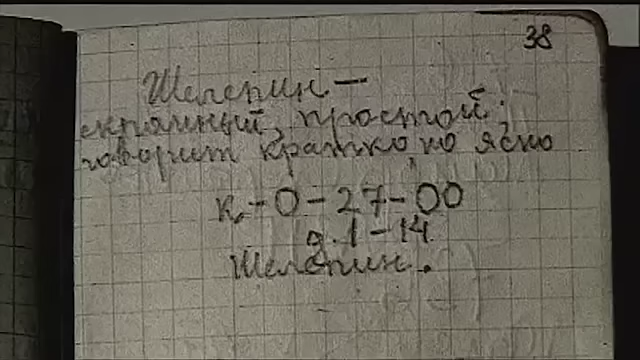 38
Шелепин —
скромный, простой.
говорит кратко, но ясно
К-0-27-00
д. 1-14
Шелепин.